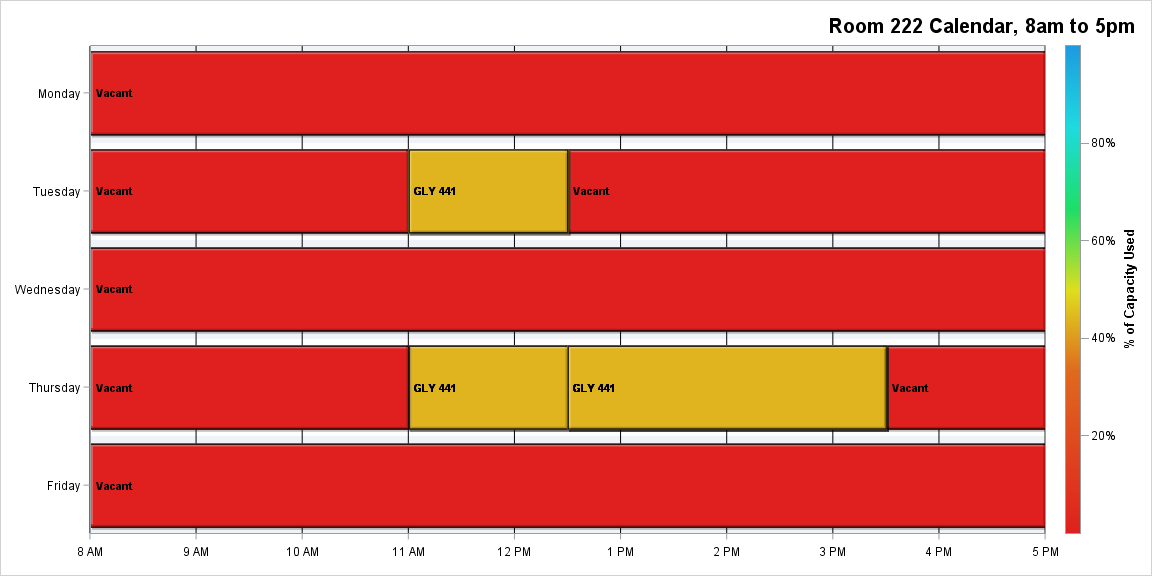 Room 222 Calendar, 8am to 5pm
Monday
Vacant
Tuesday
Vacant
GLY 441
Vacant
Wednesday
Vacant
Thursday
Vacant
GLY 441
GLY 441
Vacant
Friday
Vacant
8 AM
9 AM
10 AM
11 AM
12 PM
1 PM
2 PM
3 PM
4 PM
5 PM
80%
60%
40%
20%
% of Capacity Used